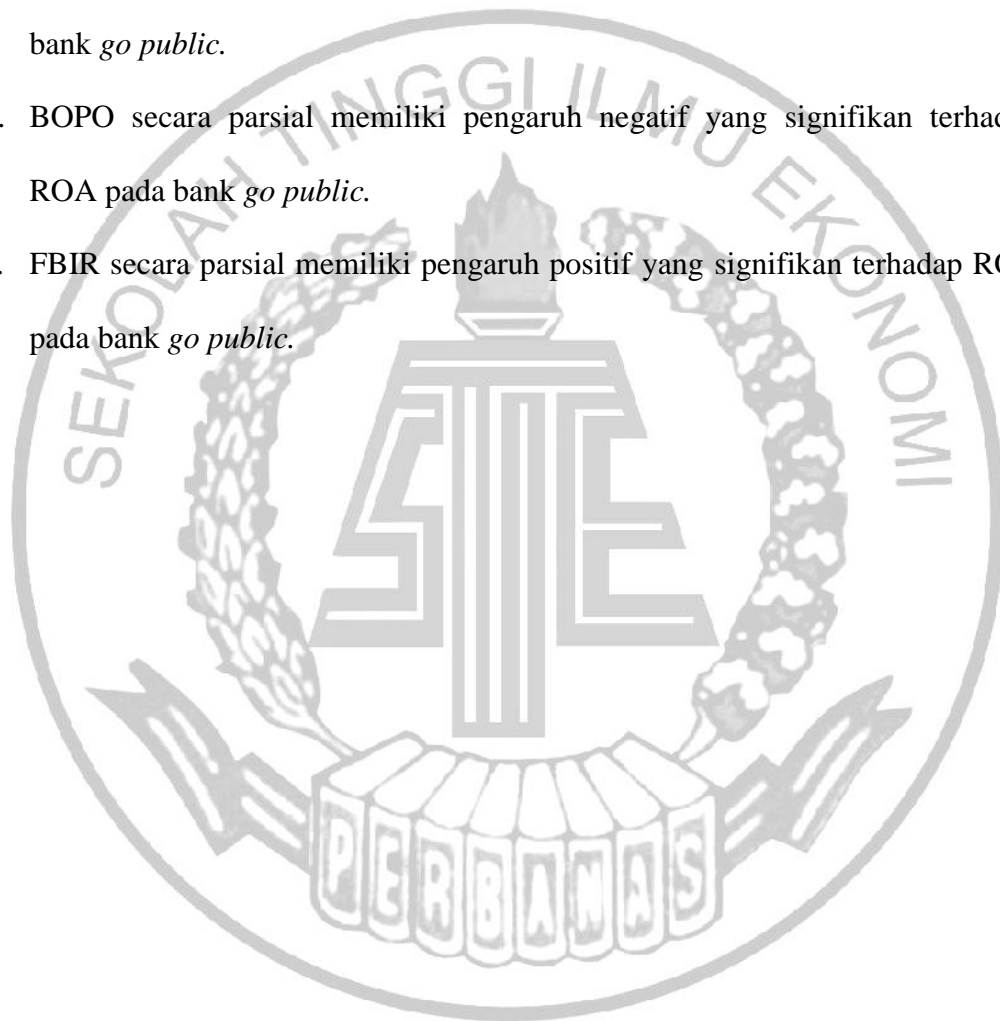 bank go public.
. BOPO secara parsial memiliki pengaruh negatif yang signifikan terhad
ROA pada bank go public.
. FBIR secara parsial memiliki pengaruh positif yang signifikan terhadap RO
pada bank go public.
SEKOLAH TINGGI ILMU EKONOMI
STIE
PERBANAS